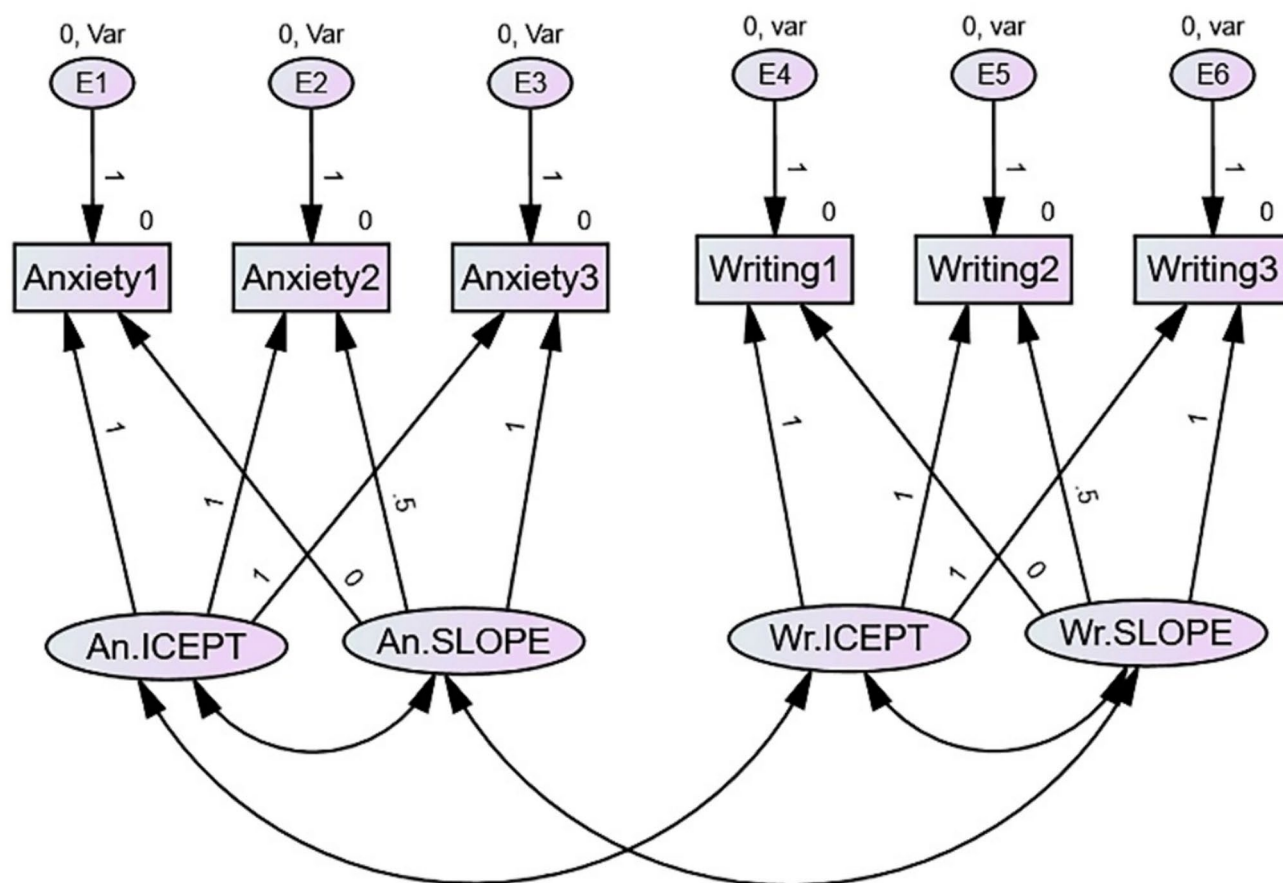 0, Var
0, Var
0, Var
0, var
0, var
0, var
E1
E2
E3
E4
E5
E6
1
1
1
1
1
1
0
0
0
0
0
0
Anxiety1
Anxiety2
Anxiety3
Writing1
Writing2
Writing3
1
1
1
0
.5
1
1
1
1
0
.5
1
An.ICEPT
An.SLOPE
Wr.ICEPT
Wr.SLOPE